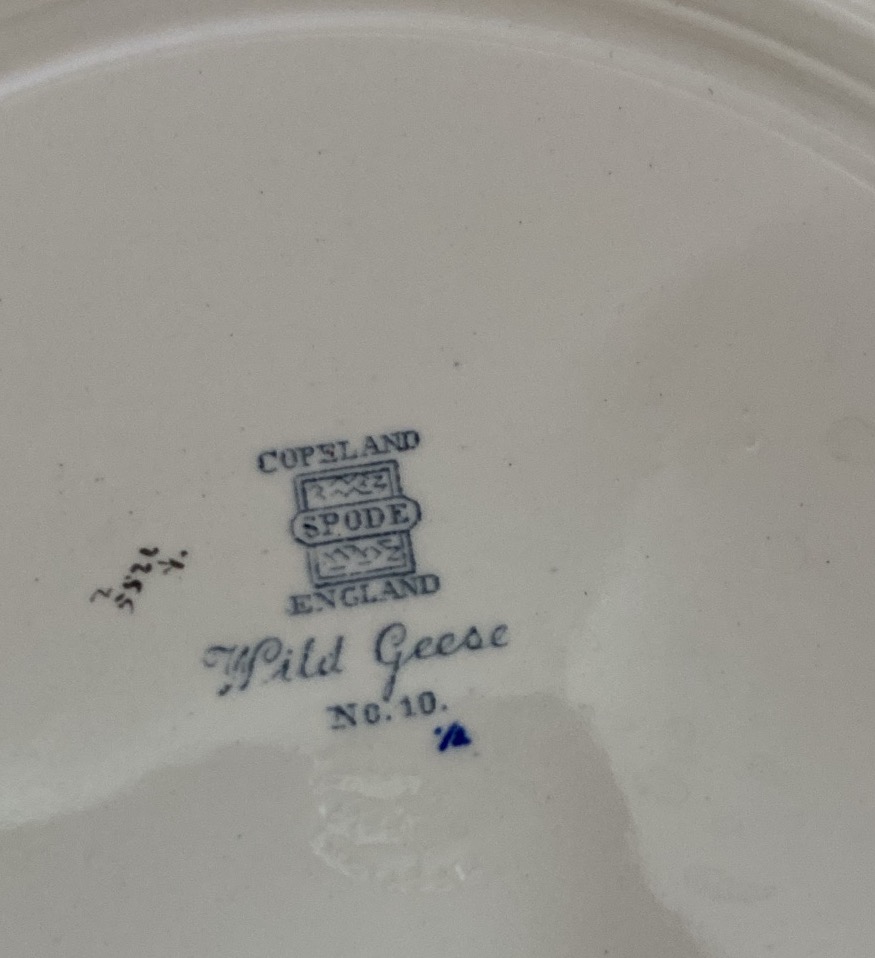 COPELAND
SPODE
ENGLAND
Wild Geese
No. 10.